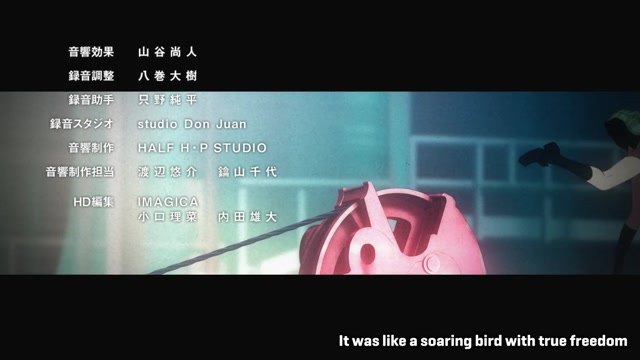 音響効果 山谷尚人
録音調整 八巻大樹
録音助手 只野純平
録音スタジオ studio Don Juan
音響制作 HALF H・P STUDIO
音響制作担当 渡辺悠介 鎬山千代
HD編集 IMAGICA
小口理菜 内田雄大
It was like a soaring bird with true freedom